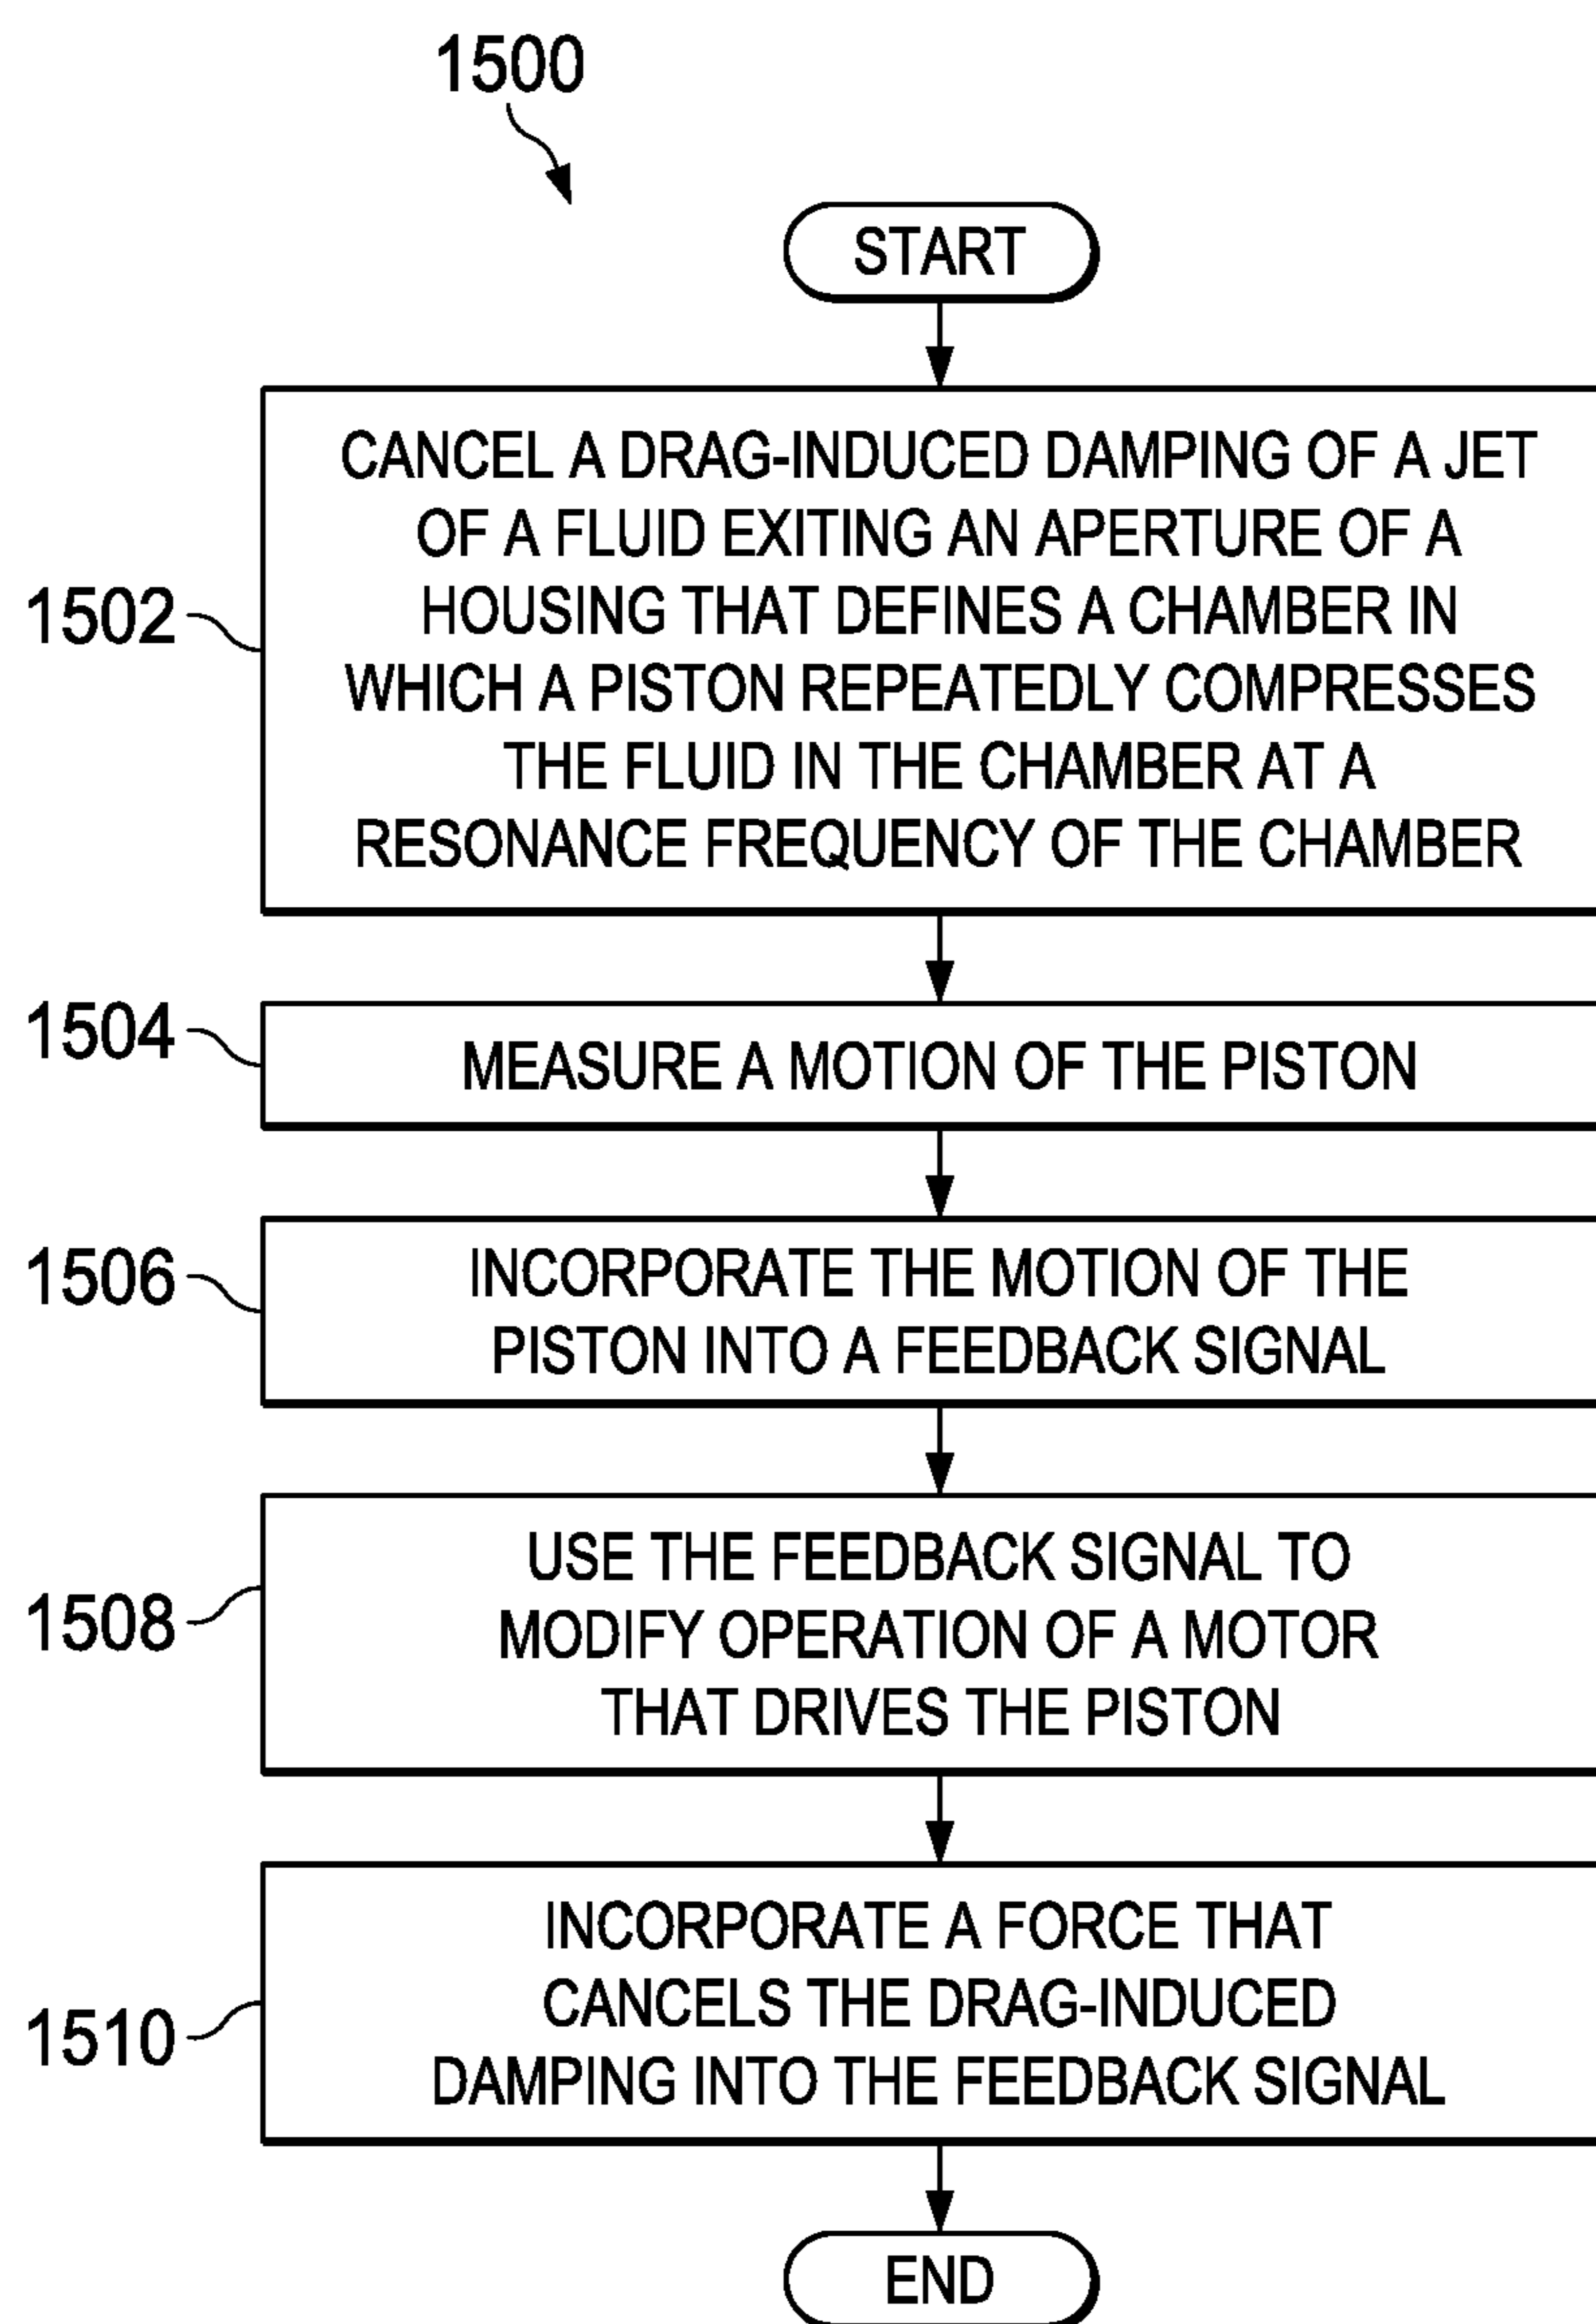 1500
START
1502
CANCEL A DRAG-INDUCED DAMPING OF A JET
OF A FLUID EXITING AN APERTURE OF A
HOUSING THAT DEFINES A CHAMBER IN
WHICH A PISTON REPEATEDLY COMPRESSES
THE FLUID IN THE CHAMBER AT A
RESONANCE FREQUENCY OF THE CHAMBER
1504
MEASURE A MOTION OF THE PISTON
1506
INCORPORATE THE MOTION OF THE
PISTON INTO A FEEDBACK SIGNAL
1508
USE THE FEEDBACK SIGNAL TO
MODIFY OPERATION OF A MOTOR
THAT DRIVES THE PISTON
1510
INCORPORATE A FORCE THAT
CANCELS THE DRAG-INDUCED
DAMPING INTO THE FEEDBACK SIGNAL
END